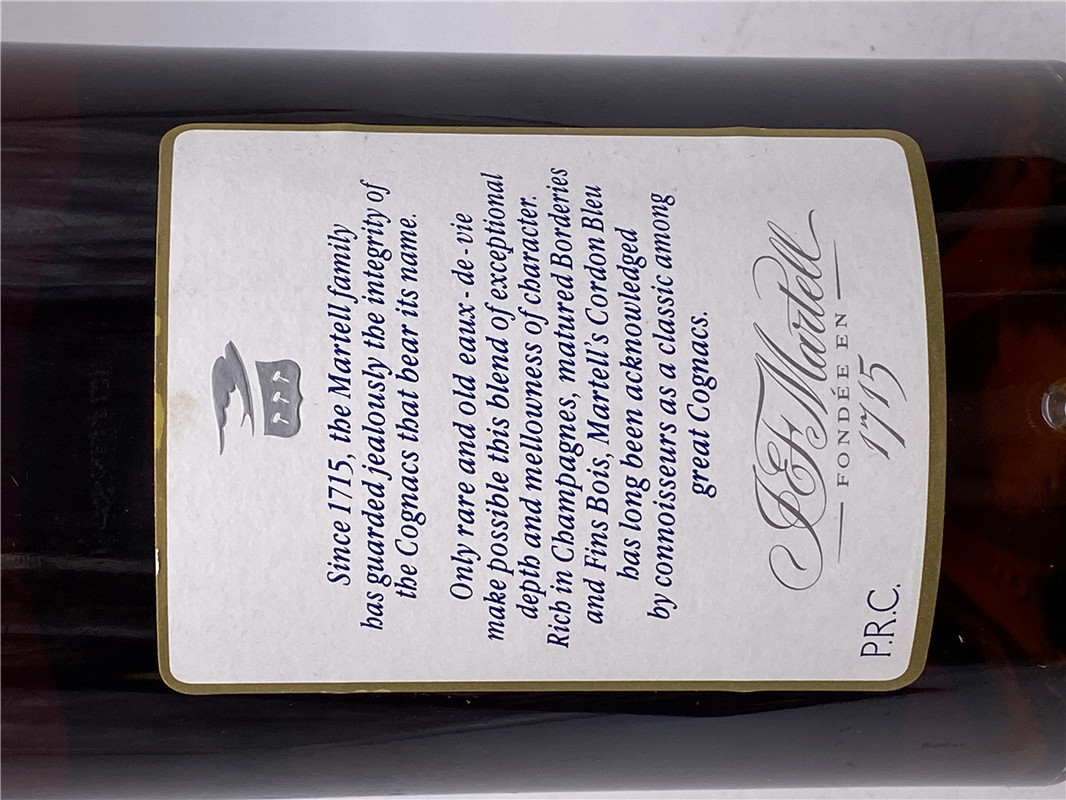 Since 1715, the Martell family
has guarded jealously the integrity of
the Cognacs that bear its name.
Only rare and old eaux - de - vie
make possible this blend of exceptional
depth and mellowness of character.
Rich in Champagnes, matured Borderies
and Fins Bois, Martell's Cordon Bleu
has long been acknowledged
by connoisseurs as a classic among
great Cognacs.
J&F Martell
FONDÉE EN
1715
P.R.C.